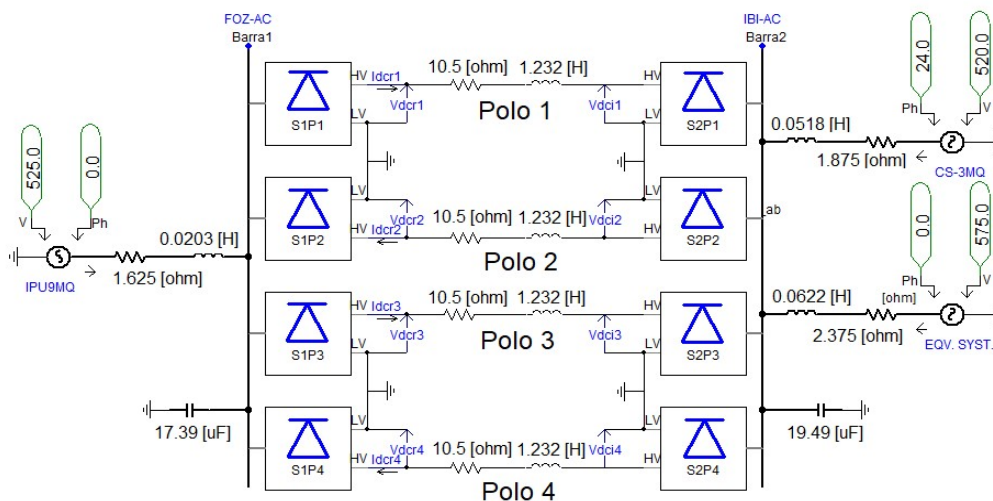 FOZ-AC
Barra1
IBI-AC
Barra2
24.0
520.0
Ph
V
HV
Idcr1
10.5 [ohm]
1.232 [H]
HV
S1P1
Vdcr1
Polo 1
Vdci1
S2P1
LV
LV
0.0518 [H]
1.875 [ohm]
CS-3MQ
525.0
0.0
V
Ph
LV
LV
S1P2
Vdcr2
10.5 [ohm]
1.232 [H]
Vdci2
S2P2
ab
HV
Idcr2
HV
Polo 2
0.0203 [H]
1.625 [ohm]
IPU9MQ
0.0
575.0
Ph
V
HV
Idcr3
10.5 [ohm]
1.232 [H]
HV
S1P3
Vdcr3
Polo 3
Vdci3
S2P3
LV
LV
0.0622 [H]
[ohm]
2.375 [ohm]
EQV. SYST.
17.39 [uF]
LV
LV
S1P4
Vdcr4
10.5 [ohm]
1.232 [H]
Vdci4
S2P4
HV
Idcr4
HV
Polo 4
19.49 [uF]